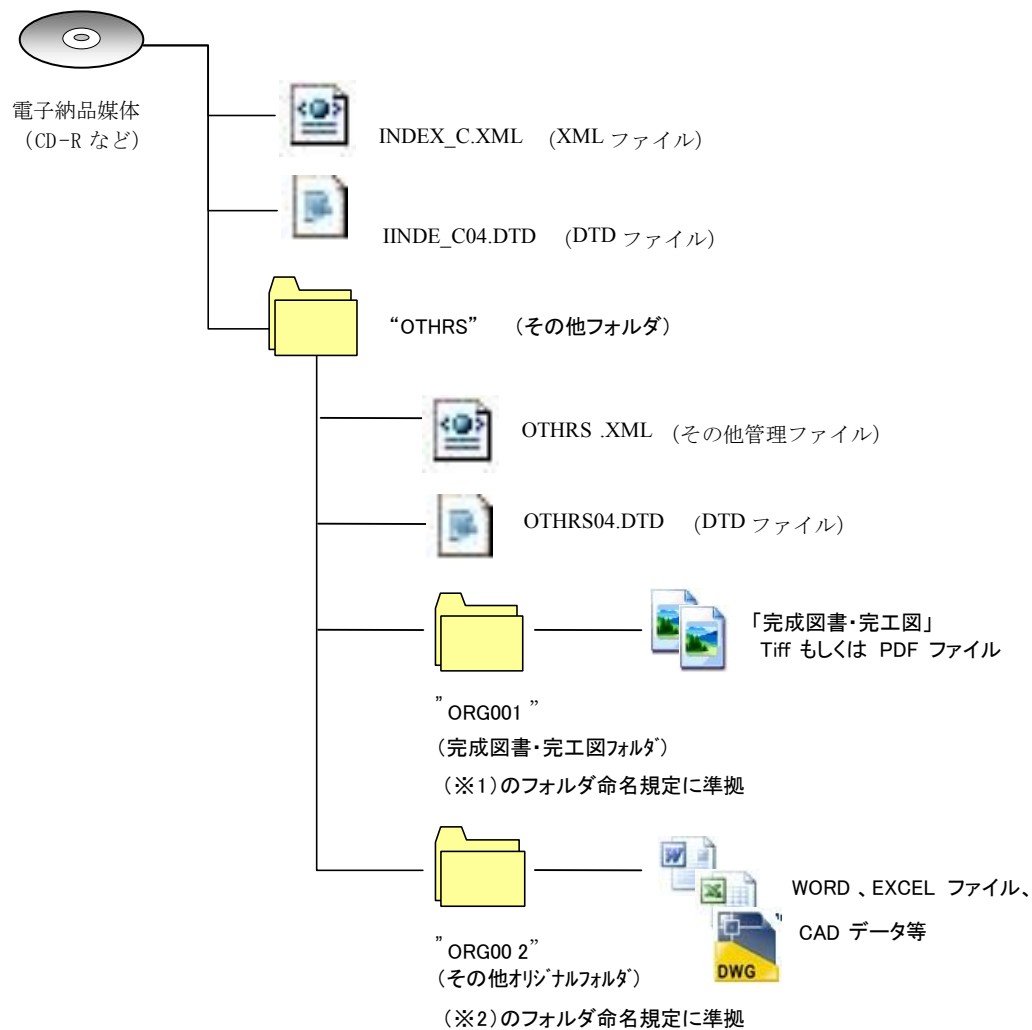 電子納品媒体
（CD-R など）
INDEX_C.XML （XML ファイル）
IINDE_C04.DTD （DTD ファイル）
“OTHRS” （その他フォルダ）
OTHRS .XML （その他管理ファイル）
OTHRS04.DTD （DTD ファイル）
「完成図書・完工図」
Tiff もしくは PDF ファイル
” ORG001 ”
（完成図書・完工図ﾌｫﾙﾀﾞ）
（※1）のフォルダ命名規定に準拠
WORD 、EXCEL ファイル、
CAD データ等
DWG
” ORG00 2”
（その他ｵﾘｼﾞﾅﾙﾌｫﾙﾀﾞ）
（※2）のフォルダ命名規定に準拠